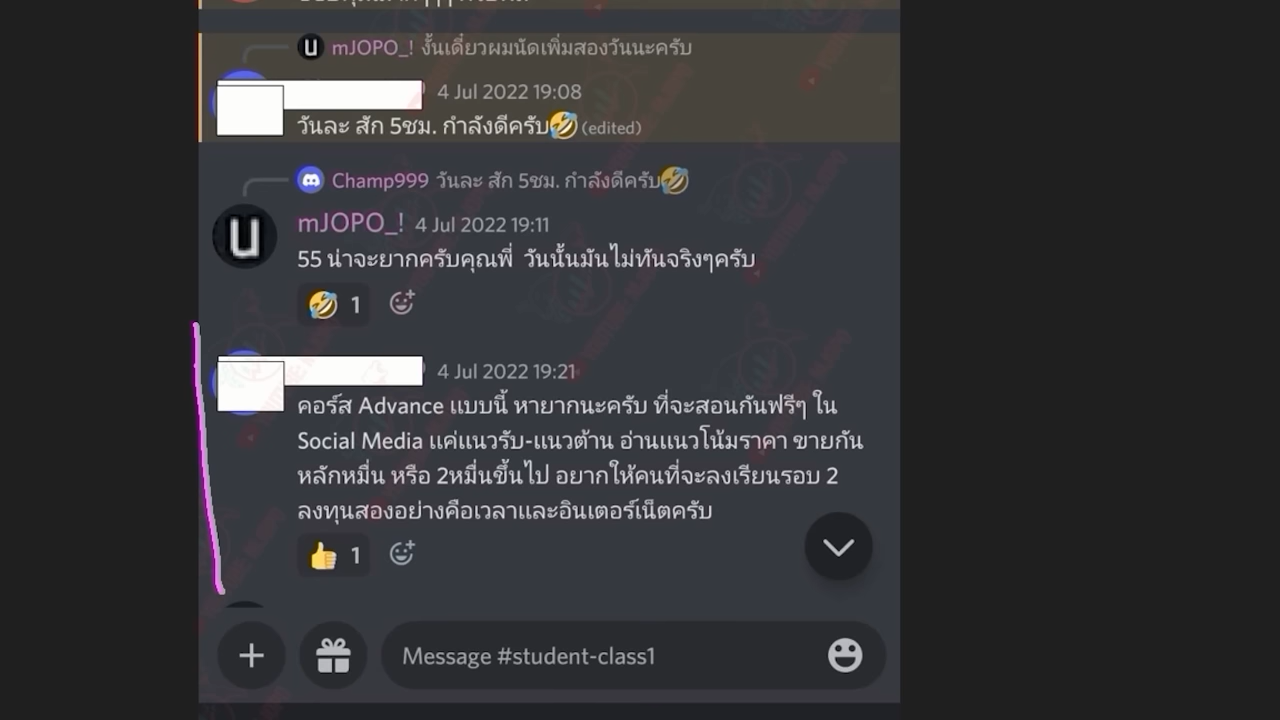 mJOPO_! งั้นเดี๋ยวผมนัดเพิ่มสองวันนะครับ
4 Jul 2022 19:08
วันละ สัก 5ชม. กำลังดีครับ🤣(edited)
Champ999 วันละ สัก 5ชม. กำลังดีครับ🤣
mJOPO_! 4 Jul 2022 19:11
55 น่าจะยากครับคุณพี่ วันนั้นมันไม่ทันจริงๆครับ
🤣 1
4 Jul 2022 19:21
คอร์ส Advance แบบนี้ หายากนะครับ ที่จะสอนกันฟรีๆ ใน
Social Media แค่แนวรับ-แนวต้าน อ่านแนวโน้มราคา ขายกัน
หลักหมื่น หรือ 2หมื่นขึ้นไป อยากให้คนที่จะลงเรียนรอบ 2
ลงทุนสองอย่างคือเวลาและอินเตอร์เน็ตครับ
👍 1
Message #student-class1